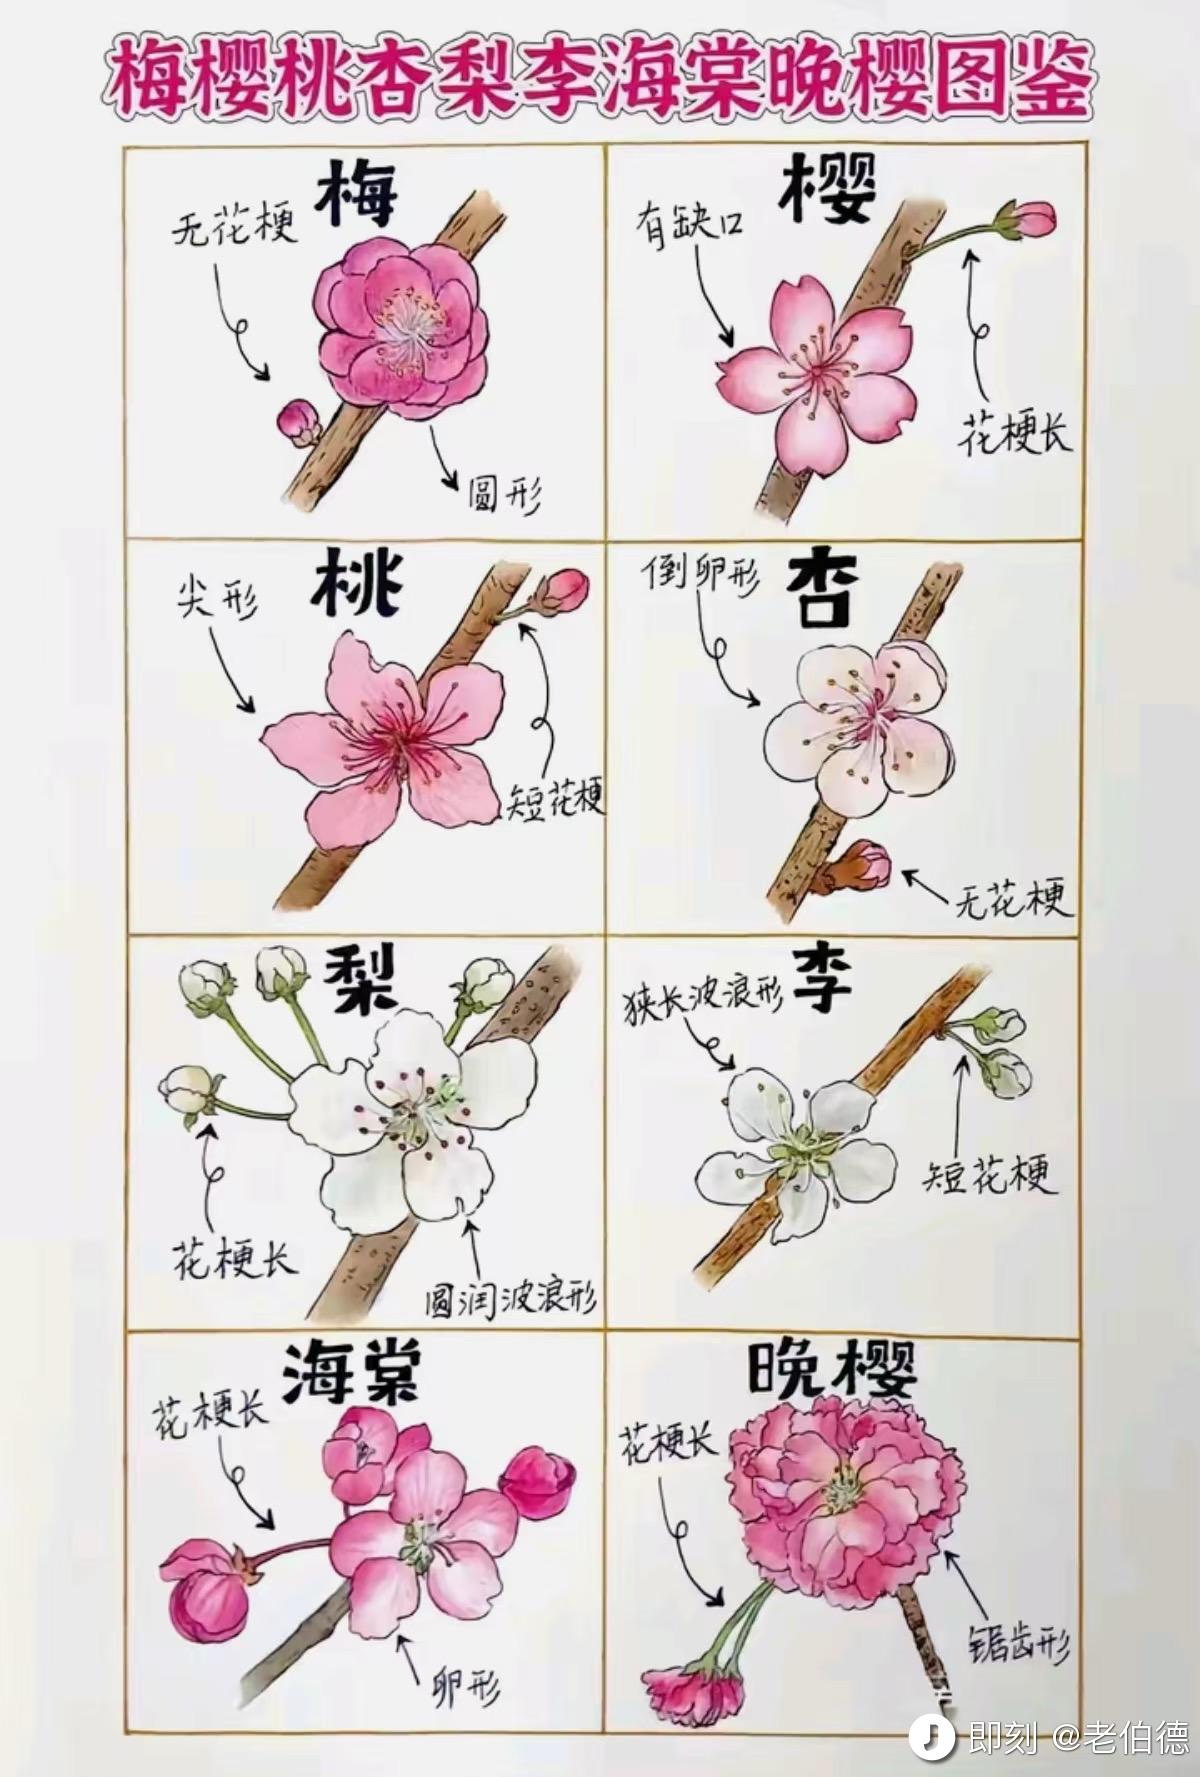 梅樱桃杏梨李海棠晚樱图鉴
梅
无花梗
圆形
樱
有缺口
花梗长
桃
尖形
短花梗
杏
倒卵形
无花梗
梨
花梗长
圆润波浪形
李
狭长波浪形
短花梗
海棠
花梗长
卵形
晚樱
花梗长
锯齿形
即刻 @老伯德